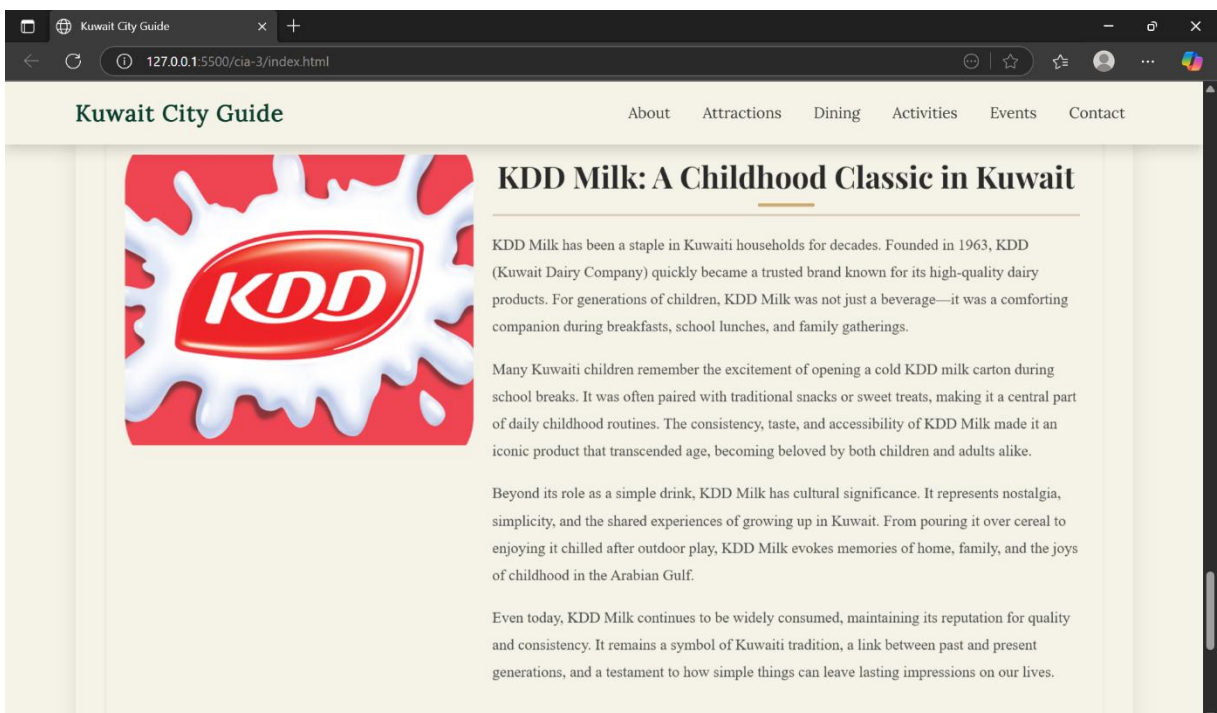 Kuwait City Guide
127.0.0.1:5500/cia-3/index.html
Kuwait City Guide
About Attractions Dining Activities Events Contact
KDD
KDD Milk: A Childhood Classic in Kuwait
KDD Milk has been a staple in Kuwaiti households for decades. Founded in 1963, KDD
(Kuwait Dairy Company) quickly became a trusted brand known for its high-quality dairy
products. For generations of children, KDD Milk was not just a beverage—it was a comforting
companion during breakfasts, school lunches, and family gatherings.
Many Kuwaiti children remember the excitement of opening a cold KDD milk carton during
school breaks. It was often paired with traditional snacks or sweet treats, making it a central part
of daily childhood routines. The consistency, taste, and accessibility of KDD Milk made it an
iconic product that transcended age, becoming beloved by both children and adults alike.
Beyond its role as a simple drink, KDD Milk has cultural significance. It represents nostalgia,
simplicity, and the shared experiences of growing up in Kuwait. From pouring it over cereal to
enjoying it chilled after outdoor play, KDD Milk evokes memories of home, family, and the joys
of childhood in the Arabian Gulf.
Even today, KDD Milk continues to be widely consumed, maintaining its reputation for quality
and consistency. It remains a symbol of Kuwaiti tradition, a link between past and present
generations, and a testament to how simple things can leave lasting impressions on our lives.